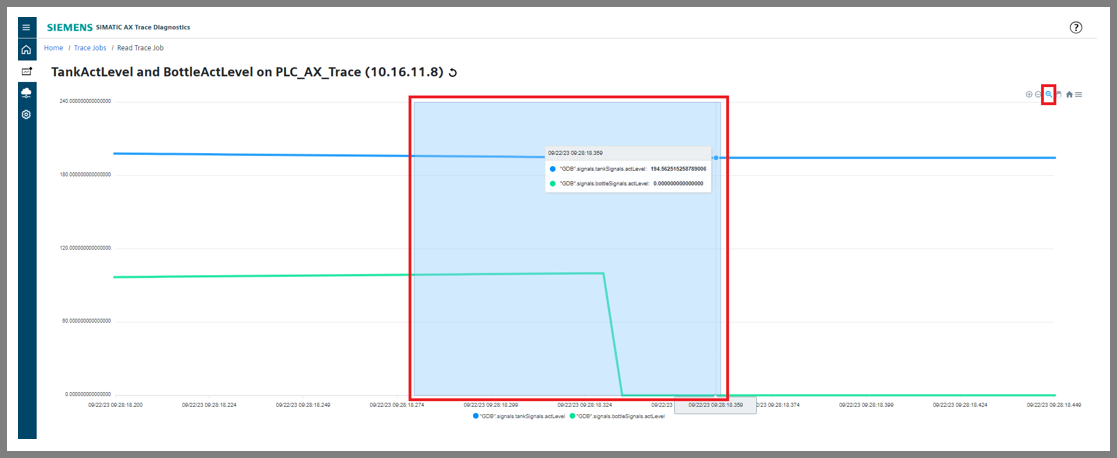 SIEMENS SIMATIC AX Trace Diagnostics
?
Home / Trace Jobs / Read Trace Job
TankActLevel and BottleActLevel on PLC_AX_Trace (10.16.11.8)
240.000000000000000
180.000000000000000
120.000000000000000
60.000000000000000
0.000000000000000
09/22/23 09:28:18.359
"GDB".signals.tankSignals.actLevel: 194.562515258789006
"GDB".signals.bottleSignals.actLevel: 0.000000000000000
09/22/23 09:28:18.200 09/22/23 09:28:18.224 09/22/23 09:28:18.249 09/22/23 09:28:18.274 09/22/23 09:28:18.299 09/22/23 09:28:18.324 09/22/23 09:28:18.359 09:28:18.374 09/22/23 09:28:18.399 09/22/23 09:28:18.424 09/22/23 09:28:18.449
"GDB".signals.tankSignals.actLevel "GDB".signals.bottleSignals.actLevel